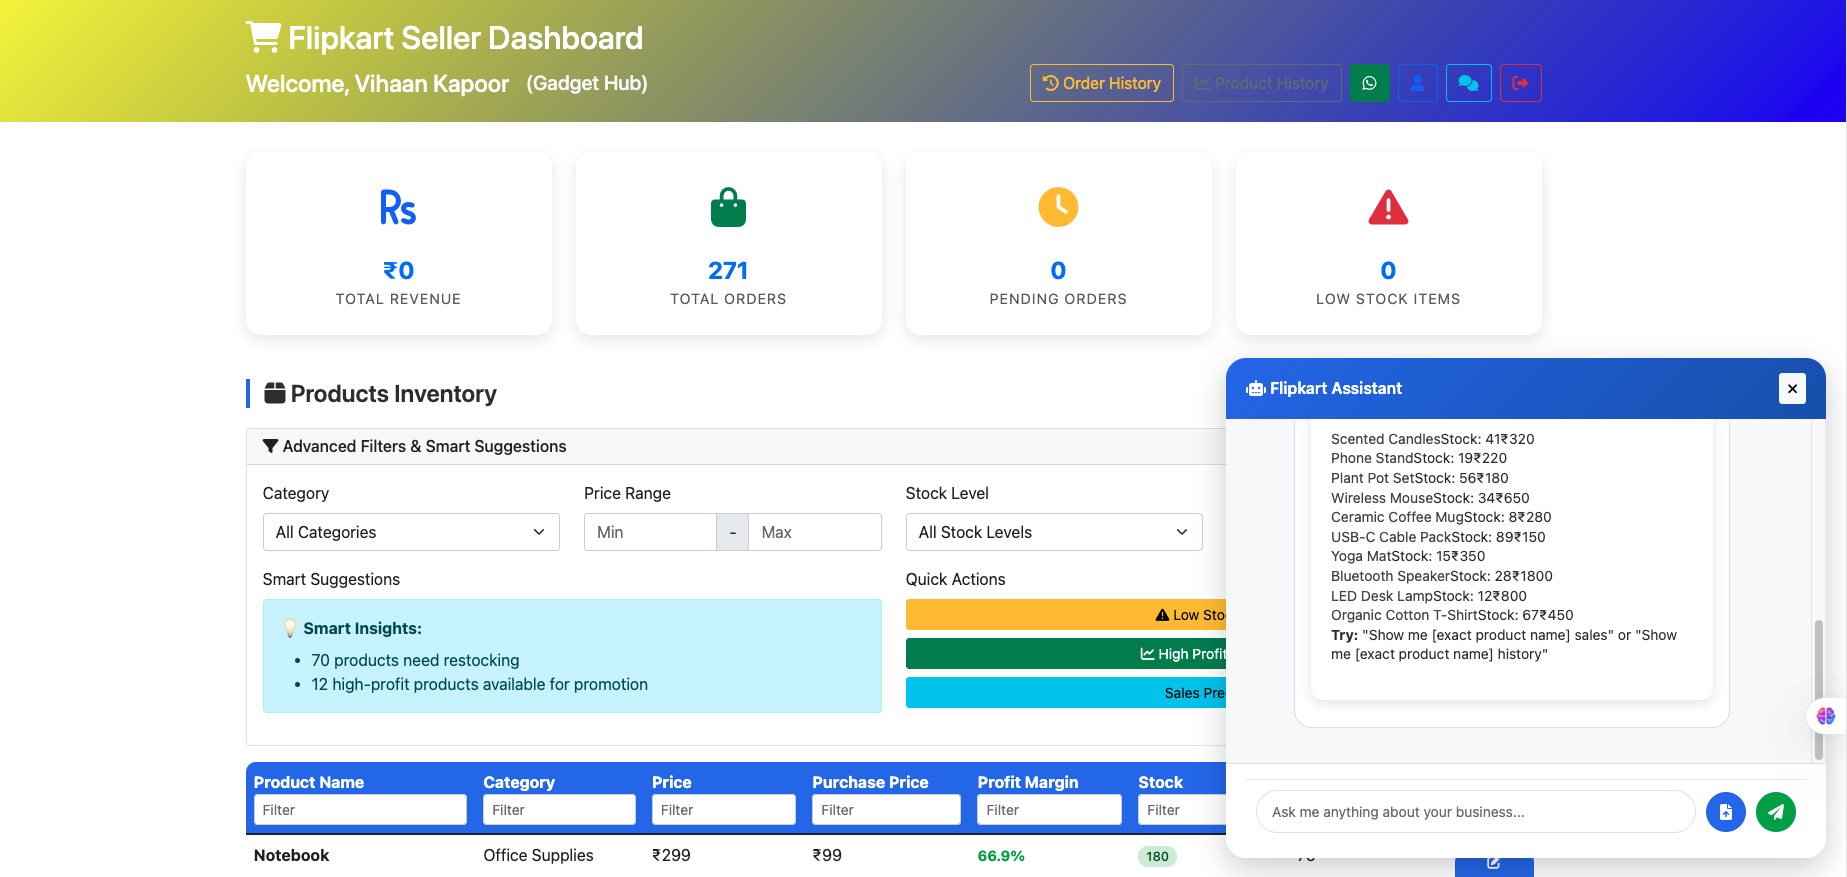 Flipkart Seller Dashboard
Welcome, Vihaan Kapoor (Gadget Hub)
Order History
Product History
Rs
₹0
TOTAL REVENUE
271
TOTAL ORDERS
0
PENDING ORDERS
0
LOW STOCK ITEMS
Products Inventory
Advanced Filters & Smart Suggestions
Category
Price Range
Stock Level
All Categories
Min
-
Max
All Stock Levels
Smart Suggestions
Quick Actions
Smart Insights:
70 products need restocking
12 high-profit products available for promotion
Low
High Profit
Sales
Product Name
Category
Price
Purchase Price
Profit Margin
Stock
Filter
Filter
Filter
Filter
Filter
Filter
Notebook
Office Supplies
₹299
₹99
66.9%
180
Flipkart Assistant
×
Scented CandlesStock: 41₹320
Phone StandStock: 19₹220
Plant Pot SetStock: 56₹180
Wireless MouseStock: 34₹650
Ceramic Coffee MugStock: 8₹280
USB-C Cable PackStock: 89₹150
Yoga MatStock: 15₹350
Bluetooth SpeakerStock: 28₹1800
LED Desk LampStock: 12₹800
Organic Cotton T-ShirtStock: 67₹450
Try: "Show me [exact product name] sales" or "Show
me [exact product name] history"
Ask me anything about your business...